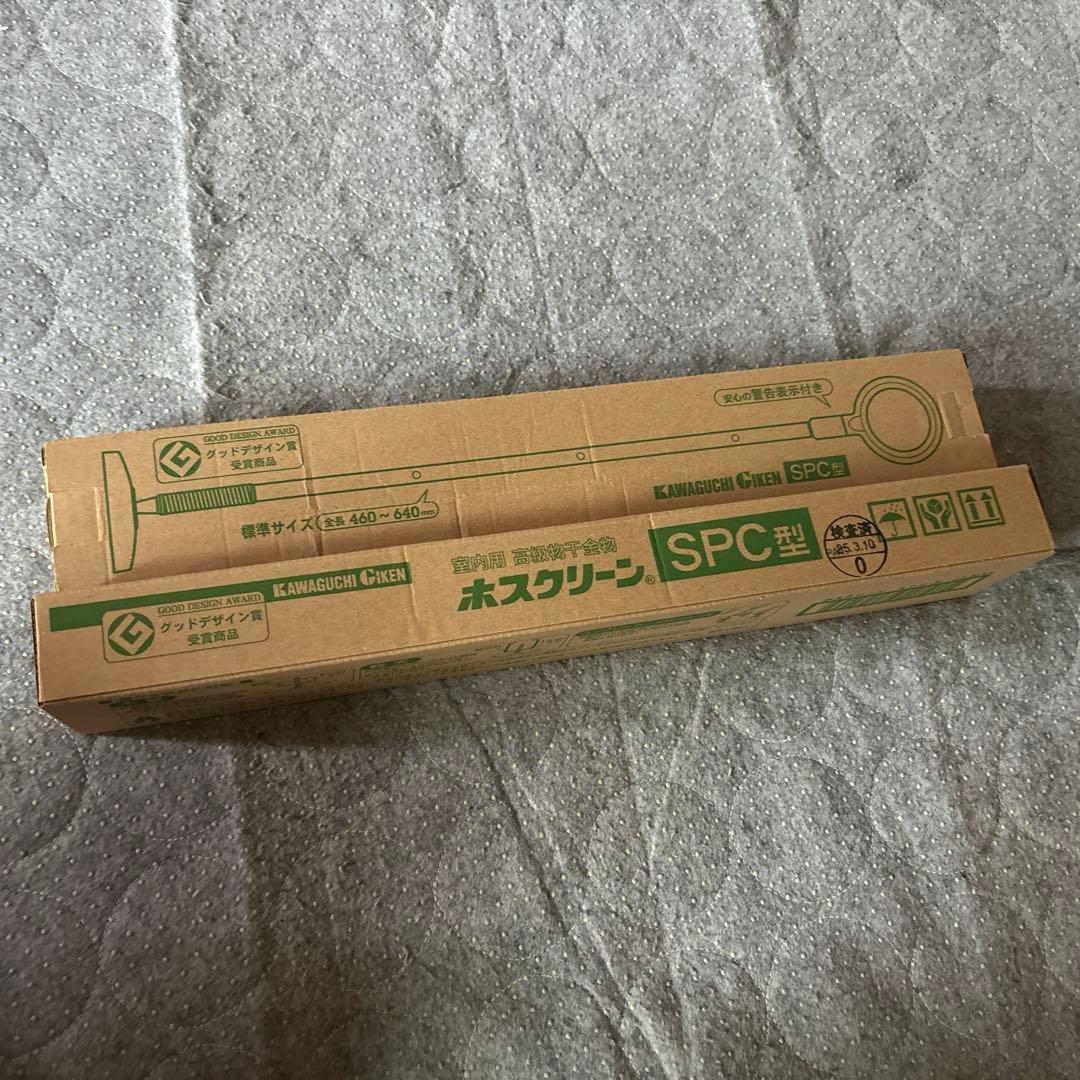 GOOD DESIGN AWARD
グッドデザイン賞
受賞商品
安心の警告表示付き
標準サイズ 全長 460～640mm
KAWAGUCHI GIKEN SPC型
KAWAGUCHI GIKEN
GOOD DESIGN AWARD
グッドデザイン賞
受賞商品
室内用 高級物干金物
ホスクリーン® SPC型
検査済
25.3.10
0